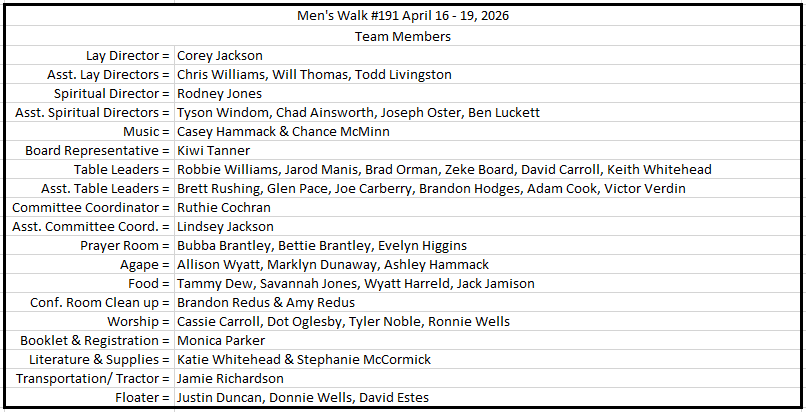 Men's Walk #191 April 16 - 19, 2026
Team Members
Lay Director = Corey Jackson
Asst. Lay Directors = Chris Williams, Will Thomas, Todd Livingston
Spiritual Director = Rodney Jones
Asst. Spiritual Directors = Tyson Windom, Chad Ainsworth, Joseph Oster, Ben Luckett
Music = Casey Hammack & Chance McMinn
Board Representative = Kiwi Tanner
Table Leaders = Robbie Williams, Jarod Manis, Brad Orman, Zeke Board, David Carroll, Keith Whitehead
Asst. Table Leaders = Brett Rushing, Glen Pace, Joe Carberry, Brandon Hodges, Adam Cook, Victor Verdin
Committee Coordinator = Ruthie Cochran
Asst. Committee Coord. = Lindsey Jackson
Prayer Room = Bubba Brantley, Bettie Brantley, Evelyn Higgins
Agape = Allison Wyatt, Marklyn Dunaway, Ashley Hammack
Food = Tammy Dew, Savannah Jones, Wyatt Harreld, Jack Jamison
Conf. Room Clean up = Brandon Redus & Amy Redus
Worship = Cassie Carroll, Dot Oglesby, Tyler Noble, Ronnie Wells
Booklet & Registration = Monica Parker
Literature & Supplies = Katie Whitehead & Stephanie McCormick
Transportation/ Tractor = Jamie Richardson
Floater = Justin Duncan, Donnie Wells, David Estes